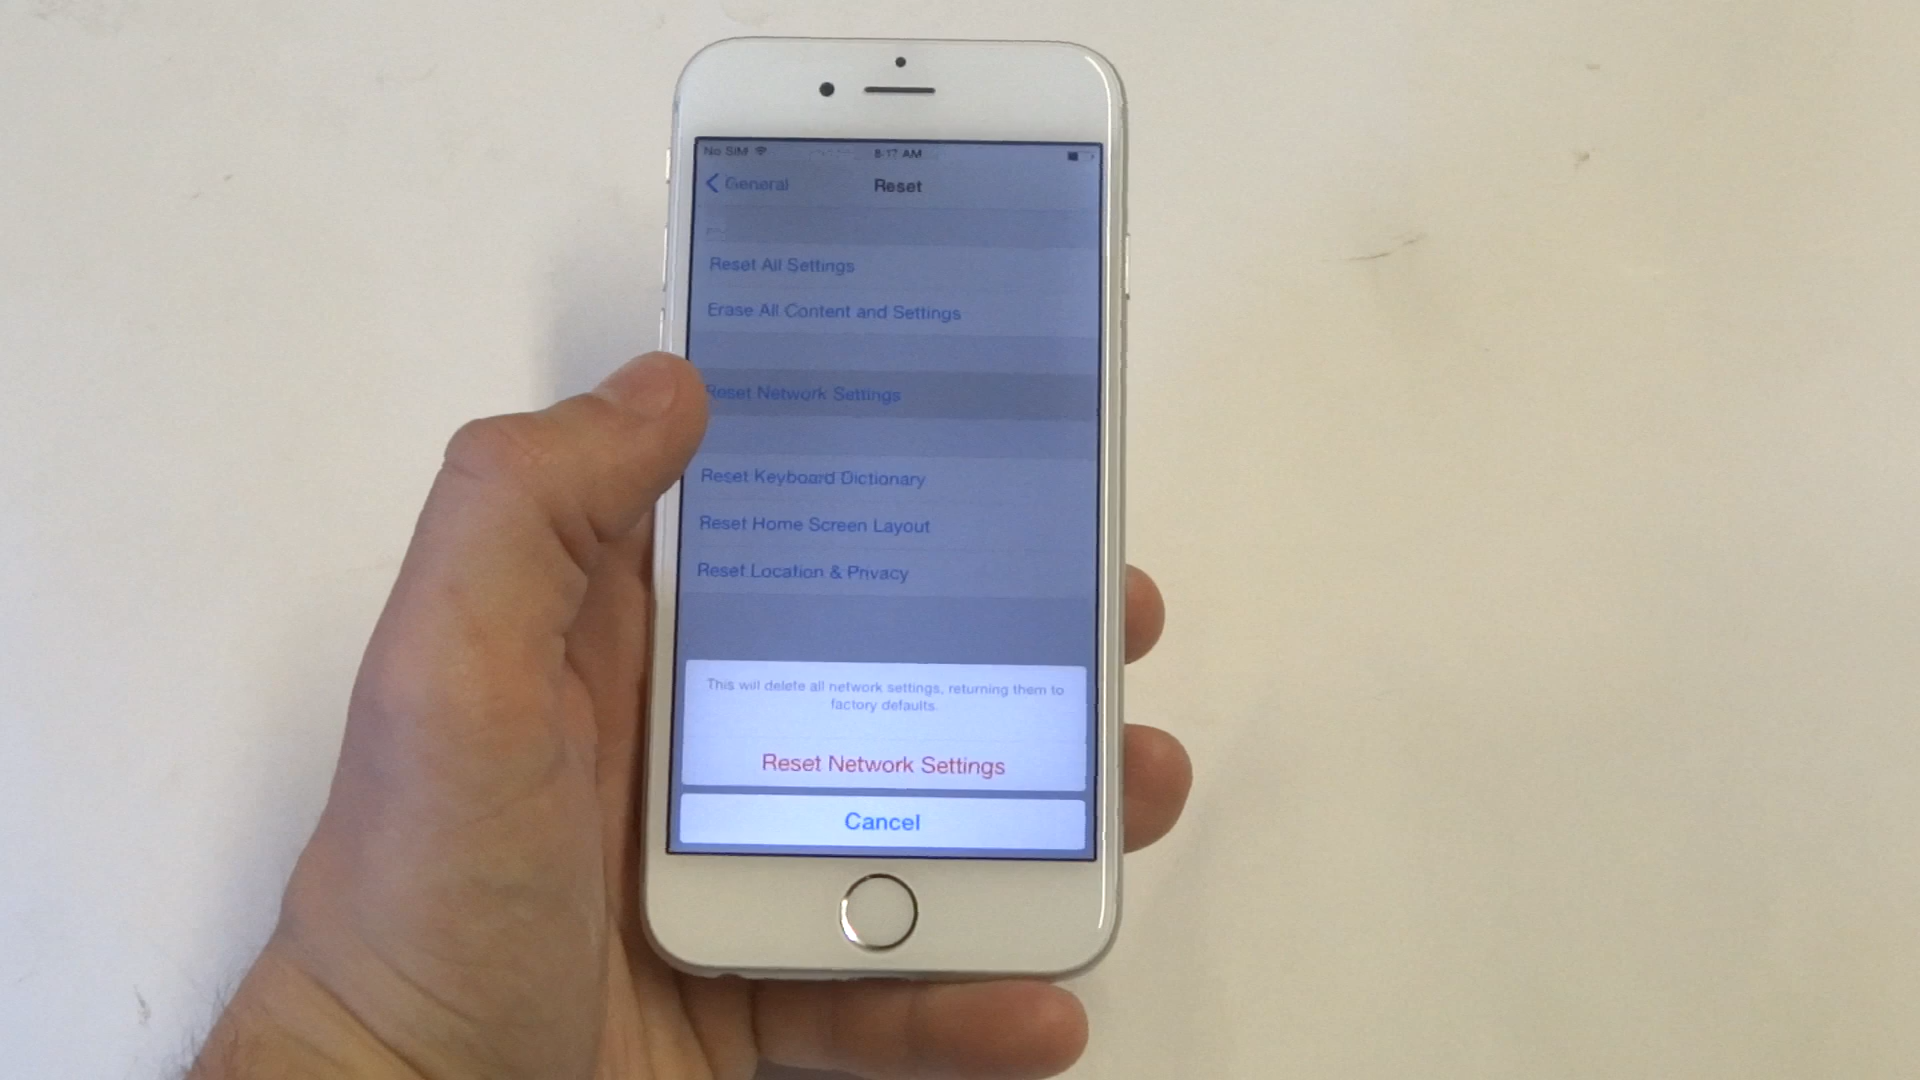 No SIM
8:17 AM
General
Reset
Reset All Settings
Erase All Content and Settings
Reset Network Settings
Reset Keyboard Dictionary
Reset Home Screen Layout
Reset Location & Privacy
This will delete all network settings, returning them to
factory defaults.
Reset Network Settings
Cancel